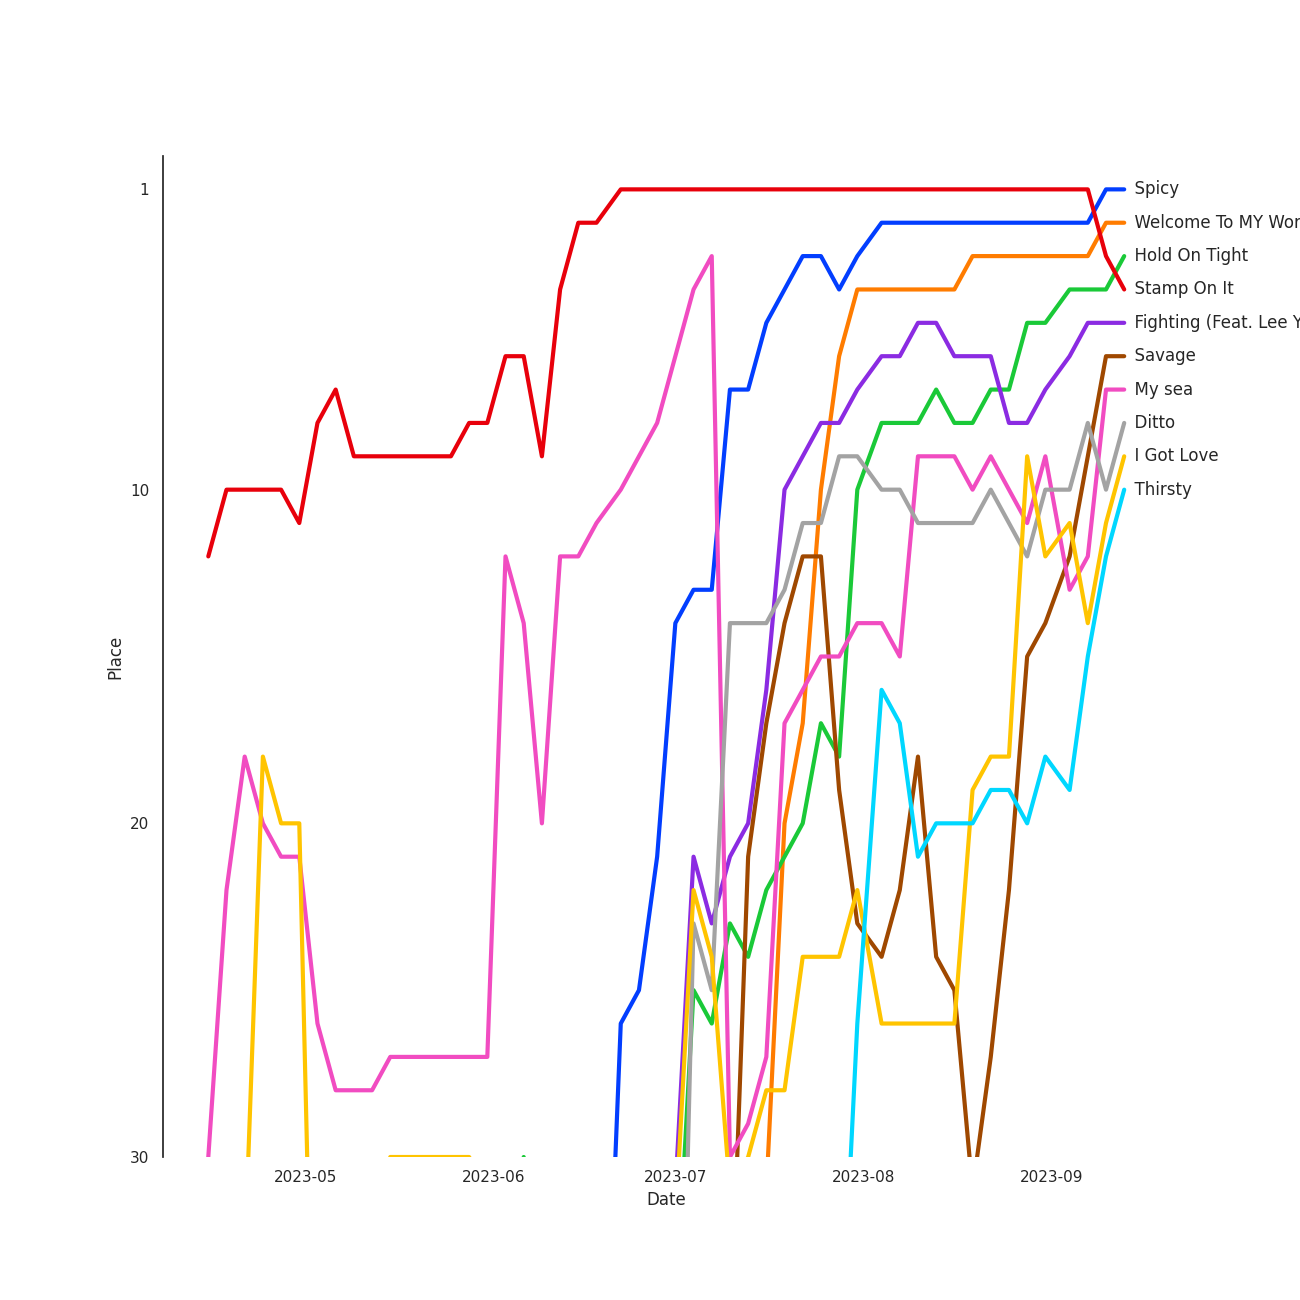 1
10
20
30
Place
2023-05
2023-06
2023-07
2023-08
2023-09
Date
Spicy
Welcome To MY
Hold On Tight
Stamp On It
Fighting (Feat. Lee
Savage
My sea
Ditto
I Got Love
Thirsty